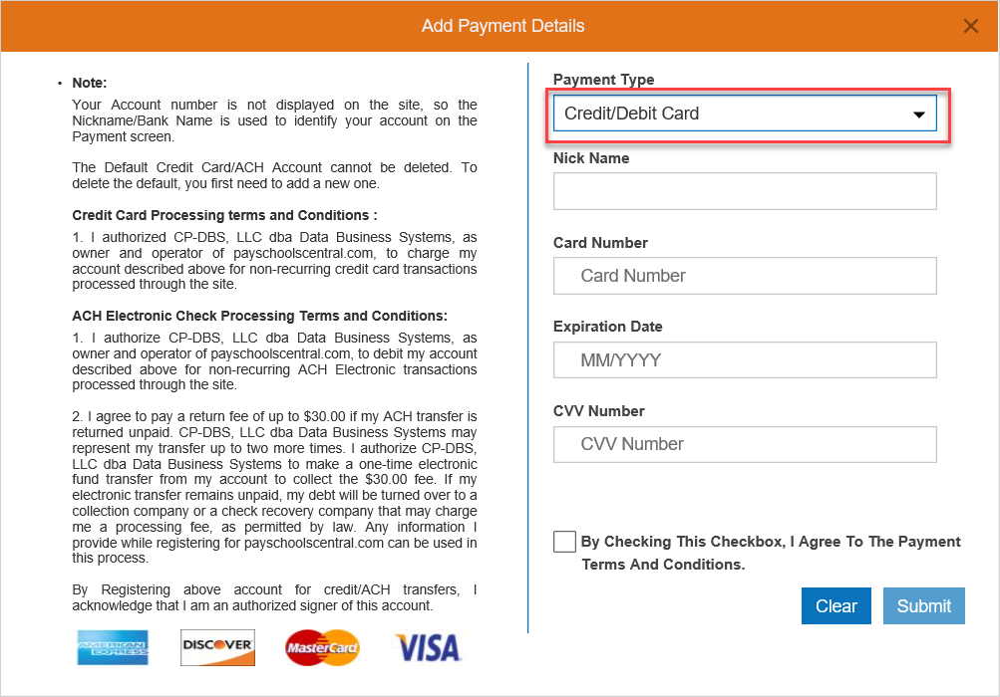 Add Payment Details
Note:
Your Account number is not displayed on the site, so the
Nickname/Bank Name is used to identify your account on the
Payment screen.
The Default Credit Card/ACH Account cannot be deleted. To
delete the default, you first need to add a new one.
Credit Card Processing terms and Conditions :
1. I authorized CP-DBS, LLC dba Data Business Systems, as
owner and operator of payschoolscentral.com, to charge my
account described above for non-recurring credit card transactions
processed through the site.
ACH Electronic Check Processing Terms and Conditions:
1. I authorize CP-DBS, LLC dba Data Business Systems, as
owner and operator of payschoolscentral.com, to debit my account
described above for non-recurring ACH Electronic transactions
processed through the site.
2. I agree to pay a return fee of up to $30.00 if my ACH transfer is
returned unpaid. CP-DBS, LLC dba Data Business Systems may
represent my transfer up to two more times. I authorize CP-DBS,
LLC dba Data Business Systems to make a one-time electronic
fund transfer from my account to collect the $30.00 fee. If my
electronic transfer remains unpaid, my debt will be turned over to a
collection company or a check recovery company that may charge
me a processing fee, as permitted by law. Any information I
provide while registering for payschoolscentral.com can be used in
this process.
By Registering above account for credit/ACH transfers, I
acknowledge that I am an authorized signer of this account.
AMERICAN
EXPRESS
DISCOVER
MasterCard
VISA
Payment Type
Credit/Debit Card
Nick Name
Card Number
Card Number
Expiration Date
MM/YYYY
CVV Number
CVV Number
By Checking This Checkbox, I Agree To The Payment
Terms And Conditions.
Clear
Submit